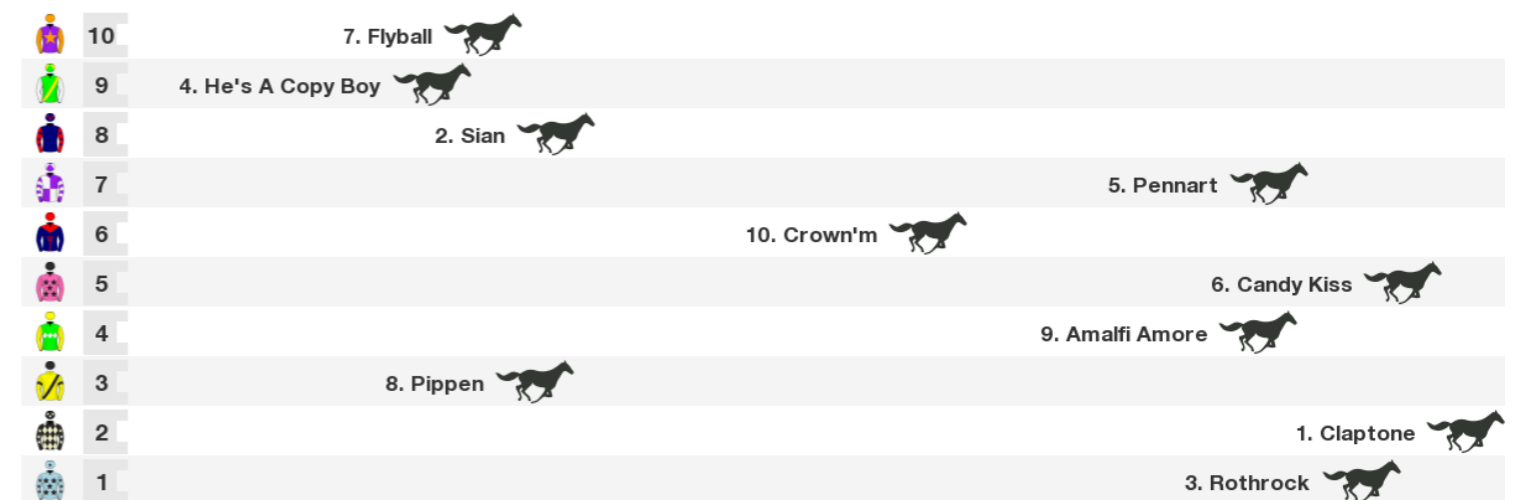 10 7. Flyball
9 4. He's A Copy Boy
8 2. Sian
7 5. Pennart
6 10. Crown'm
5 6. Candy Kiss
4 9. Amalfi Amore
3 8. Pippen
2 1. Claptone
1 3. Rothrock